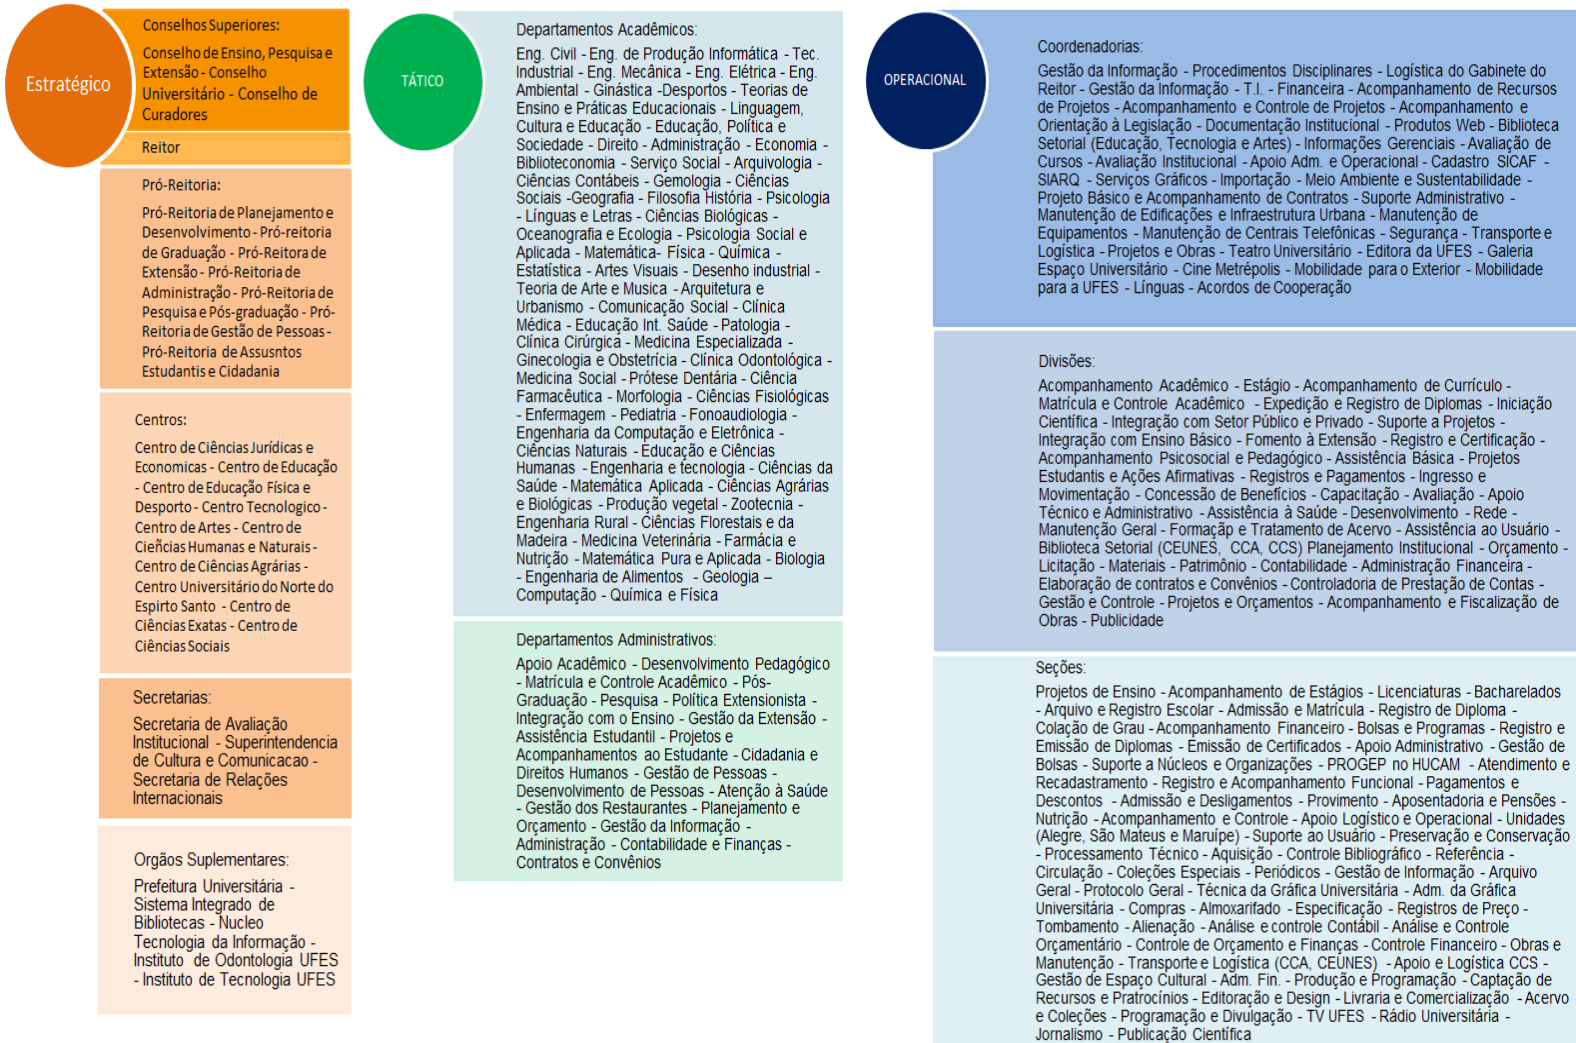 Estratégico
Conselhos Superiores:
Conselho de Ensino, Pesquisa e
Extensão - Conselho
Universitário - Conselho de
Curadores
Reitor
Pró-Reitoria:
Pró-Reitoria de Planejamento e
Desenvolvimento - Pró-reitoria
de Graduação - Pró-Reitora de
Extensão - Pró-Reitoria de
Administração - Pró-Reitoria de
Pesquisa e Pós-graduação - Pró-
Reitoria de Gestão de Pessoas -
Pró-Reitoria de Assusntos
Estudantis e Cidadania
Centros:
Centro de Ciências Jurídicas e
Economicas - Centro de Educação
- Centro de Educação Física e
Desporto - Centro Tecnologico -
Centro de Artes - Centro de
Cieñcias Humanas e Naturais -
Centro de Ciências Agrárias -
Centro Universitário do Norte do
Espirto Santo - Centro de
Ciências Exatas - Centro de
Ciências Sociais
Secretarias:
Secretaria de Avaliação
Institucional - Superintendencia
de Cultura e Comunicacao -
Secretaria de Relações
Internacionais
Orgãos Suplementares:
Prefeitura Universitária -
Sistema Integrado de
Bibliotecas - Nucleo
Tecnologia da Informação -
Instituto de Odontologia UFES
- Instituto de Tecnologia UFES
TÁTICO
Departamentos Acadêmicos:
Eng. Civil - Eng. de Produção Informática - Tec.
Industrial - Eng. Mecânica - Eng. Elétrica - Eng.
Ambiental - Ginástica -Desportos - Teorias de
Ensino e Práticas Educacionais - Linguagem,
Cultura e Educação - Educação, Política e
Sociedade - Direito - Administração - Economia -
Biblioteconomia - Serviço Social - Arquivologia -
Ciências Contábeis - Gemologia - Ciências
Sociais -Geografia - Filosofia História - Psicologia
- Línguas e Letras - Ciências Biológicas -
Oceanografia e Ecologia - Psicologia Social e
Aplicada - Matemática- Física - Química -
Estatística - Artes Visuais - Desenho industrial -
Teoria de Arte e Musica - Arquitetura e
Urbanismo - Comunicação Social - Clínica
Médica - Educação Int. Saúde - Patologia -
Clínica Cirúrgica - Medicina Especializada -
Ginecologia e Obstetrícia - Clínica Odontológica -
Medicina Social - Prótese Dentária - Ciência
Farmacêutica - Morfologia - Ciências Fisiológicas
- Enfermagem - Pediatria - Fonoaudiologia -
Engenharia da Computação e Eletrônica -
Ciências Naturais - Educação e Ciências
Humanas - Engenharia e tecnologia - Ciências da
Saúde - Matemática Aplicada - Ciências Agrárias
e Biológicas - Produção vegetal - Zootecnia -
Engenharia Rural - Ciências Florestais e da
Madeira - Medicina Veterinária - Farmácia e
Nutrição - Matemática Pura e Aplicada - Biologia
- Engenharia de Alimentos - Geologia –
Computação - Química e Física
Departamentos Administrativos:
Apoio Acadêmico - Desenvolvimento Pedagógico
- Matrícula e Controle Acadêmico - Pós-
Graduação - Pesquisa - Política Extensionista -
Integração com o Ensino - Gestão da Extensão -
Assistência Estudantil - Projetos e
Acompanhamentos ao Estudante - Cidadania e
Direitos Humanos - Gestão de Pessoas -
Desenvolvimento de Pessoas - Atenção à Saúde
- Gestão dos Restaurantes - Planejamento e
Orçamento - Gestão da Informação -
Administração - Contabilidade e Finanças -
Contratos e Convênios
OPERACIONAL
Coordenadorias:
Gestão da Informação - Procedimentos Disciplinares - Logística do Gabinete do
Reitor - Gestão da Informação - T.I. - Financeira - Acompanhamento de Recursos
de Projetos - Acompanhamento e Controle de Projetos - Acompanhamento e
Orientação à Legislação - Documentação Institucional - Produtos Web - Biblioteca
Setorial (Educação, Tecnologia e Artes) - Informações Gerenciais - Avaliação de
Cursos - Avaliação Institucional - Apoio Adm. e Operacional - Cadastro SICAF -
SIARQ - Serviços Gráficos - Importação - Meio Ambiente e Sustentabilidade -
Projeto Básico e Acompanhamento de Contratos - Suporte Administrativo -
Manutenção de Edificações e Infraestrutura Urbana - Manutenção de
Equipamentos - Manutenção de Centrais Telefônicas - Segurança - Transporte e
Logística - Projetos e Obras - Teatro Universitário - Editora da UFES - Galeria
Espaço Universitário - Cine Metrópolis - Mobilidade para o Exterior - Mobilidade
para a UFES - Línguas - Acordos de Cooperação
Divisões:
Acompanhamento Acadêmico - Estágio - Acompanhamento de Currículo -
Matrícula e Controle Acadêmico - Expedição e Registro de Diplomas - Iniciação
Científica - Integração com Setor Público e Privado - Suporte a Projetos -
Integração com Ensino Básico - Fomento à Extensão - Registro e Certificação -
Acompanhamento Psicosocial e Pedagógico - Assistência Básica - Projetos
Estudantis e Ações Afirmativas - Registros e Pagamentos - Ingresso e
Movimentação - Concessão de Benefícios - Capacitação - Avaliação - Apoio
Técnico e Administrativo - Assistência à Saúde - Desenvolvimento - Rede -
Manutenção Geral - Formaçãp e Tratamento de Acervo - Assistência ao Usuário -
Biblioteca Setorial (CEUNES, CCA, CCS) Planejamento Institucional - Orçamento -
Licitação - Materiais - Patrimônio - Contabilidade - Administração Financeira -
Elaboração de contratos e Convênios - Controladoria de Prestação de Contas -
Gestão e Controle - Projetos e Orçamentos - Acompanhamento e Fiscalização de
Obras - Publicidade
Seções:
Projetos de Ensino - Acompanhamento de Estágios - Licenciaturas - Bacharelados
- Arquivo e Registro Escolar - Admissão e Matrícula - Registro de Diploma -
Colação de Grau - Acompanhamento Financeiro - Bolsas e Programas - Registro e
Emissão de Diplomas - Emissão de Certificados - Apoio Administrativo - Gestão de
Bolsas - Suporte a Núcleos e Organizações - PROGEP no HUCAM - Atendimento e
Recadastramento - Registro e Acompanhamento Funcional - Pagamentos e
Descontos - Admissão e Desligamentos - Provimento - Aposentadoria e Pensões -
Nutrição - Acompanhamento e Controle - Apoio Logístico e Operacional - Unidades
(Alegre, São Mateus e Maruípe) - Suporte ao Usuário - Preservação e Conservação
- Processamento Técnico - Aquisição - Controle Bibliográfico - Referência -
Circulação - Coleções Especiais - Periódicos - Gestão de Informação - Arquivo
Geral - Protocolo Geral - Técnica da Gráfica Universitária - Adm. da Gráfica
Universitária - Compras - Almoxarifado - Especificação - Registros de Preço -
Tombamento - Alienação - Análise e controle Contábil - Análise e Controle
Orçamentário - Controle de Orçamento e Finanças - Controle Financeiro - Obras e
Manutenção - Transporte e Logística (CCA, CEUNES) - Apoio e Logística CCS -
Gestão de Espaço Cultural - Adm. Fin. - Produção e Programação - Captação de
Recursos e Pratrocínios - Editoração e Design - Livraria e Comercialização - Acervo
e Coleções - Programação e Divulgação - TV UFES - Rádio Universitária -
Jornalismo - Publicação Científica